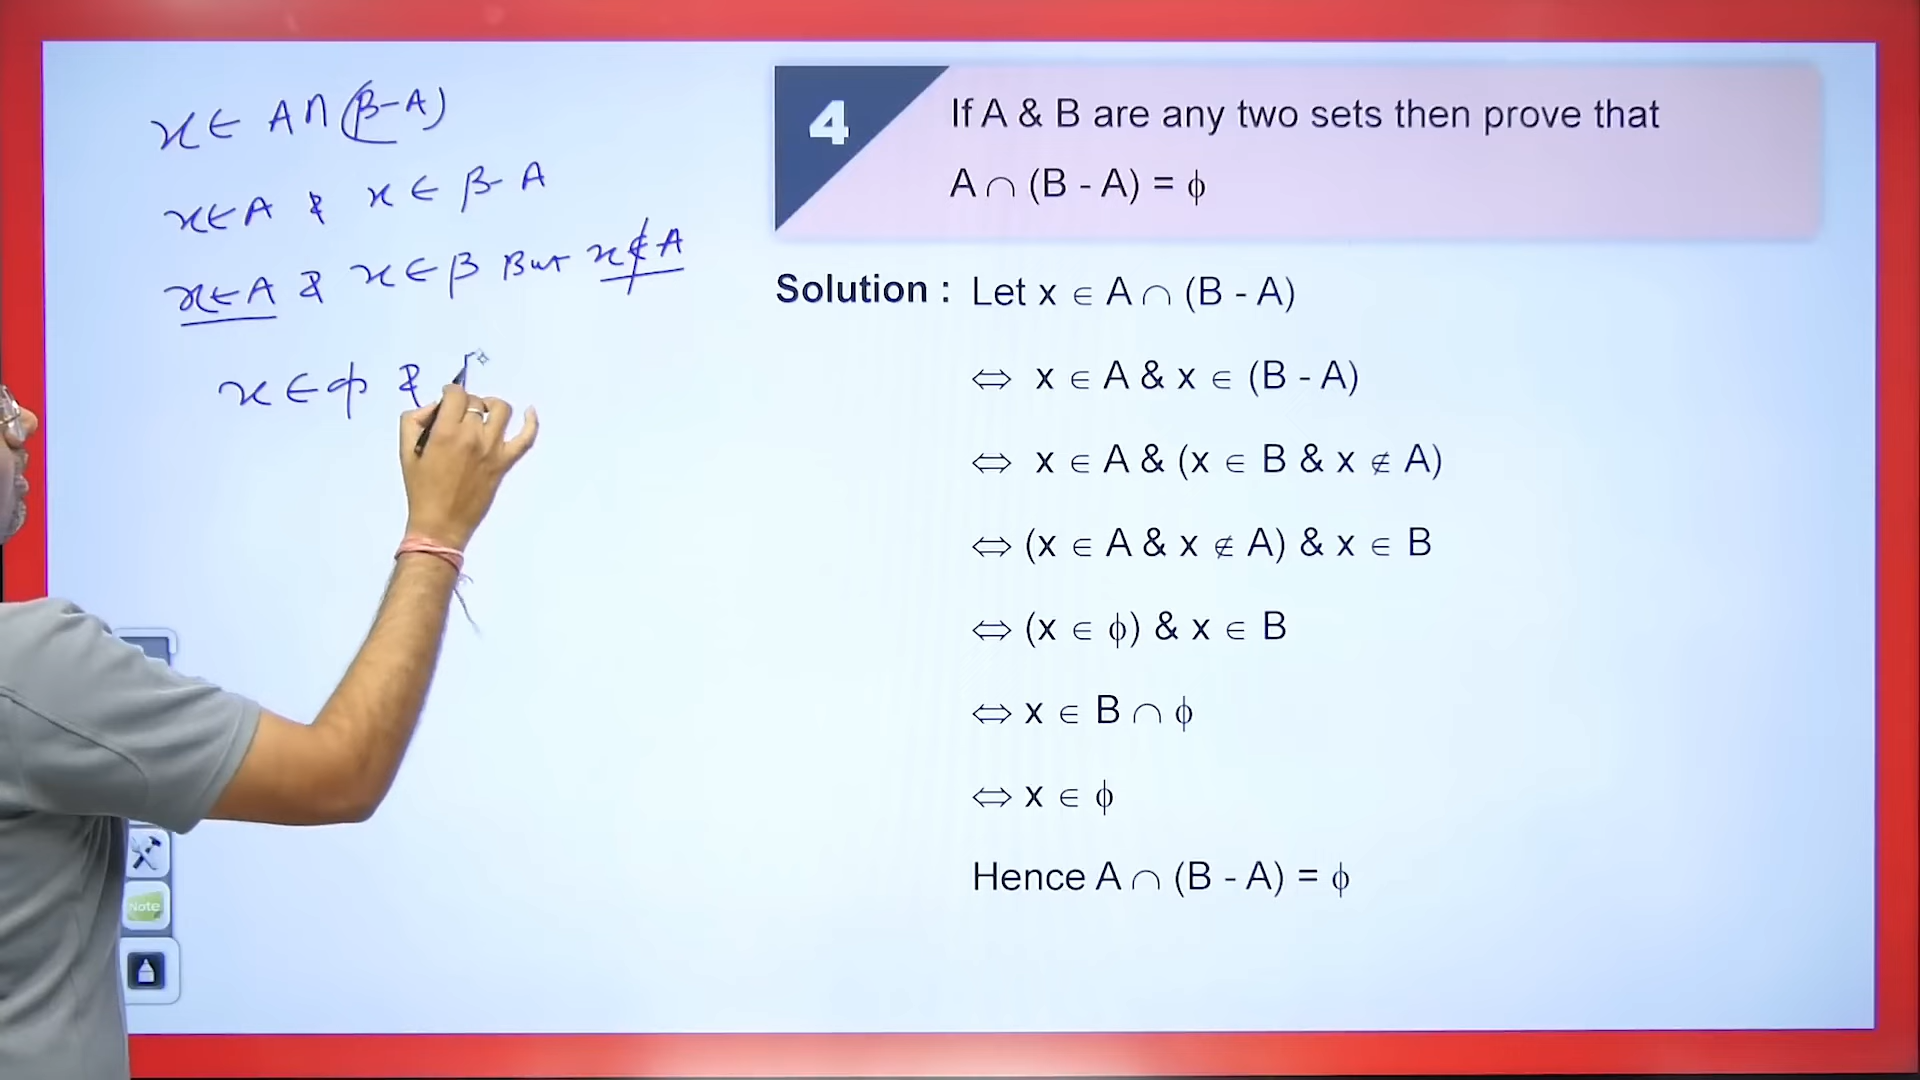 x ∈ A ∩ (B - A)
x ∈ A & x ∈ B - A
x ∈ A & x ∈ B But x ∉ A
x ∈ ϕ &
4
If A & B are any two sets then prove that
A ∩ (B - A) = ϕ
Solution : Let x ∈ A ∩ (B - A)
⇔ x ∈ A & x ∈ (B - A)
⇔ x ∈ A & (x ∈ B & x ∉ A)
⇔ (x ∈ A & x ∉ A) & x ∈ B
⇔ (x ∈ ϕ) & x ∈ B
⇔ x ∈ B ∩ ϕ
⇔ x ∈ ϕ
Hence A ∩ (B - A) = ϕ
Note